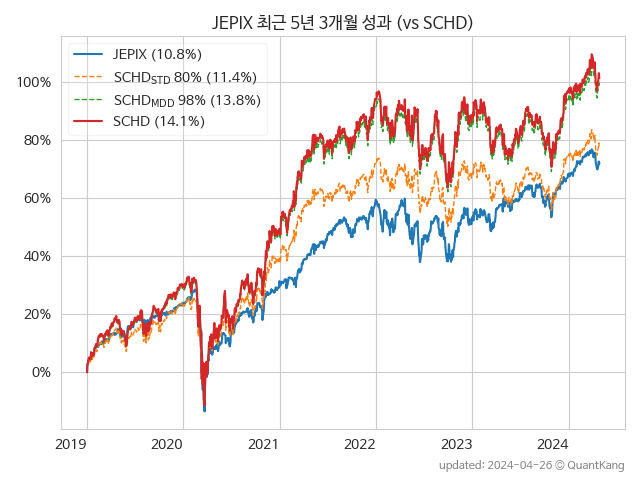 JEPIX 최근 5년 3개월 성과 (vs SCHD)
JEPIX (10.8%)
SCHD_STD 80% (11.4%)
SCHD_MDD 98% (13.8%)
SCHD (14.1%)
100%
80%
60%
40%
20%
0%
2019 2020 2021 2022 2023 2024
updated: 2024-04-26 ⓒ QuantKang